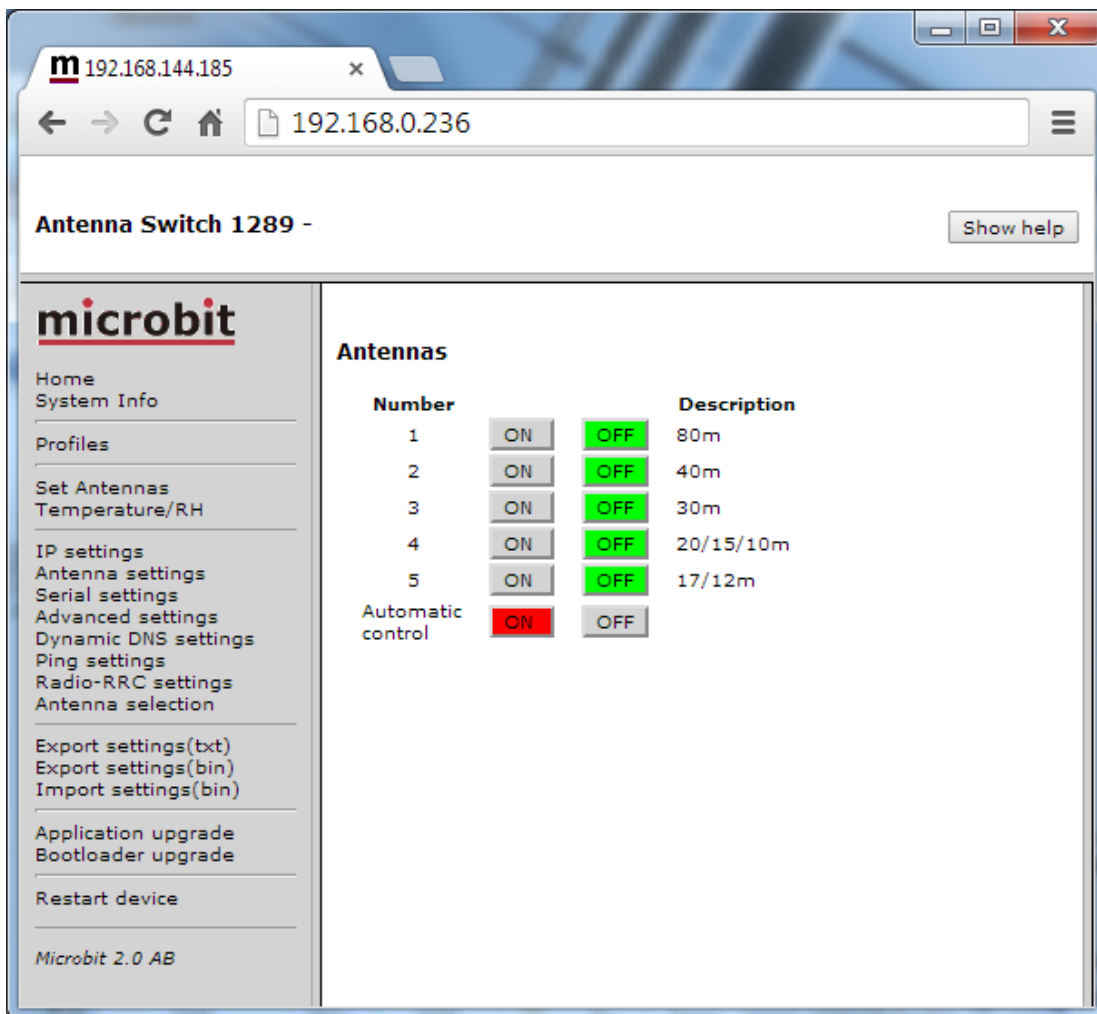 m 192.168.144.185
192.168.0.236
Antenna Switch 1289 -
Show help
microbit
Home
System Info
Profiles
Set Antennas
Temperature/RH
IP settings
Antenna settings
Serial settings
Advanced settings
Dynamic DNS settings
Ping settings
Radio-RRC settings
Antenna selection
Export settings(txt)
Export settings(bin)
Import settings(bin)
Application upgrade
Bootloader upgrade
Restart device
Microbit 2.0 AB
Antennas
Number Description
1 ON OFF 80m
2 ON OFF 40m
3 ON OFF 30m
4 ON OFF 20/15/10m
5 ON OFF 17/12m
Automatic
control ON OFF